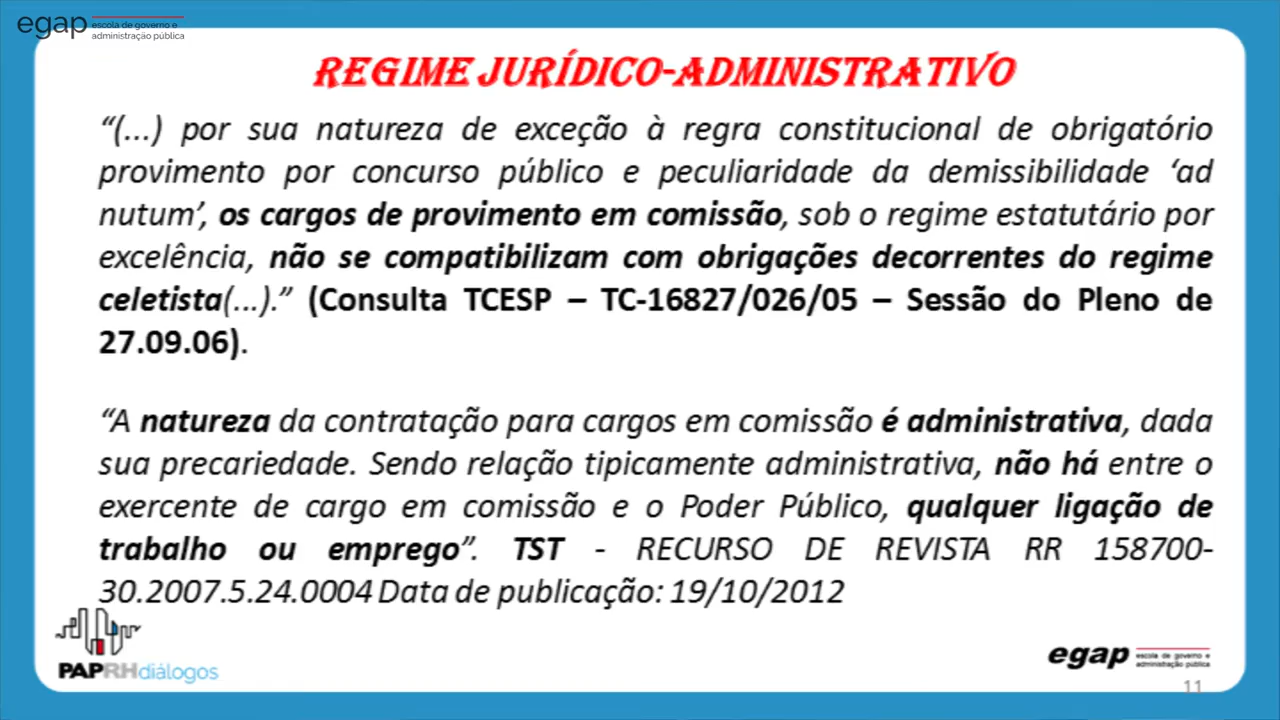 egap escola de governo e
administração pública
REGIME JURÍDICO-ADMINISTRATIVO
“(...) por sua natureza de exceção à regra constitucional de obrigatório
provimento por concurso público e peculiaridade da demissibilidade ‘ad
nutum’, os cargos de provimento em comissão, sob o regime estatutário por
excelência, não se compatibilizam com obrigações decorrentes do regime
celetista(...).” (Consulta TCESP – TC-16827/026/05 – Sessão do Pleno de
27.09.06).
“A natureza da contratação para cargos em comissão é administrativa, dada
sua precariedade. Sendo relação tipicamente administrativa, não há entre o
exercente de cargo em comissão e o Poder Público, qualquer ligação de
trabalho ou emprego”. TST - RECURSO DE REVISTA RR 158700-
30.2007.5.24.0004 Data de publicação: 19/10/2012
PAPRHdiálogos
egap escola de governo e
administração pública
11